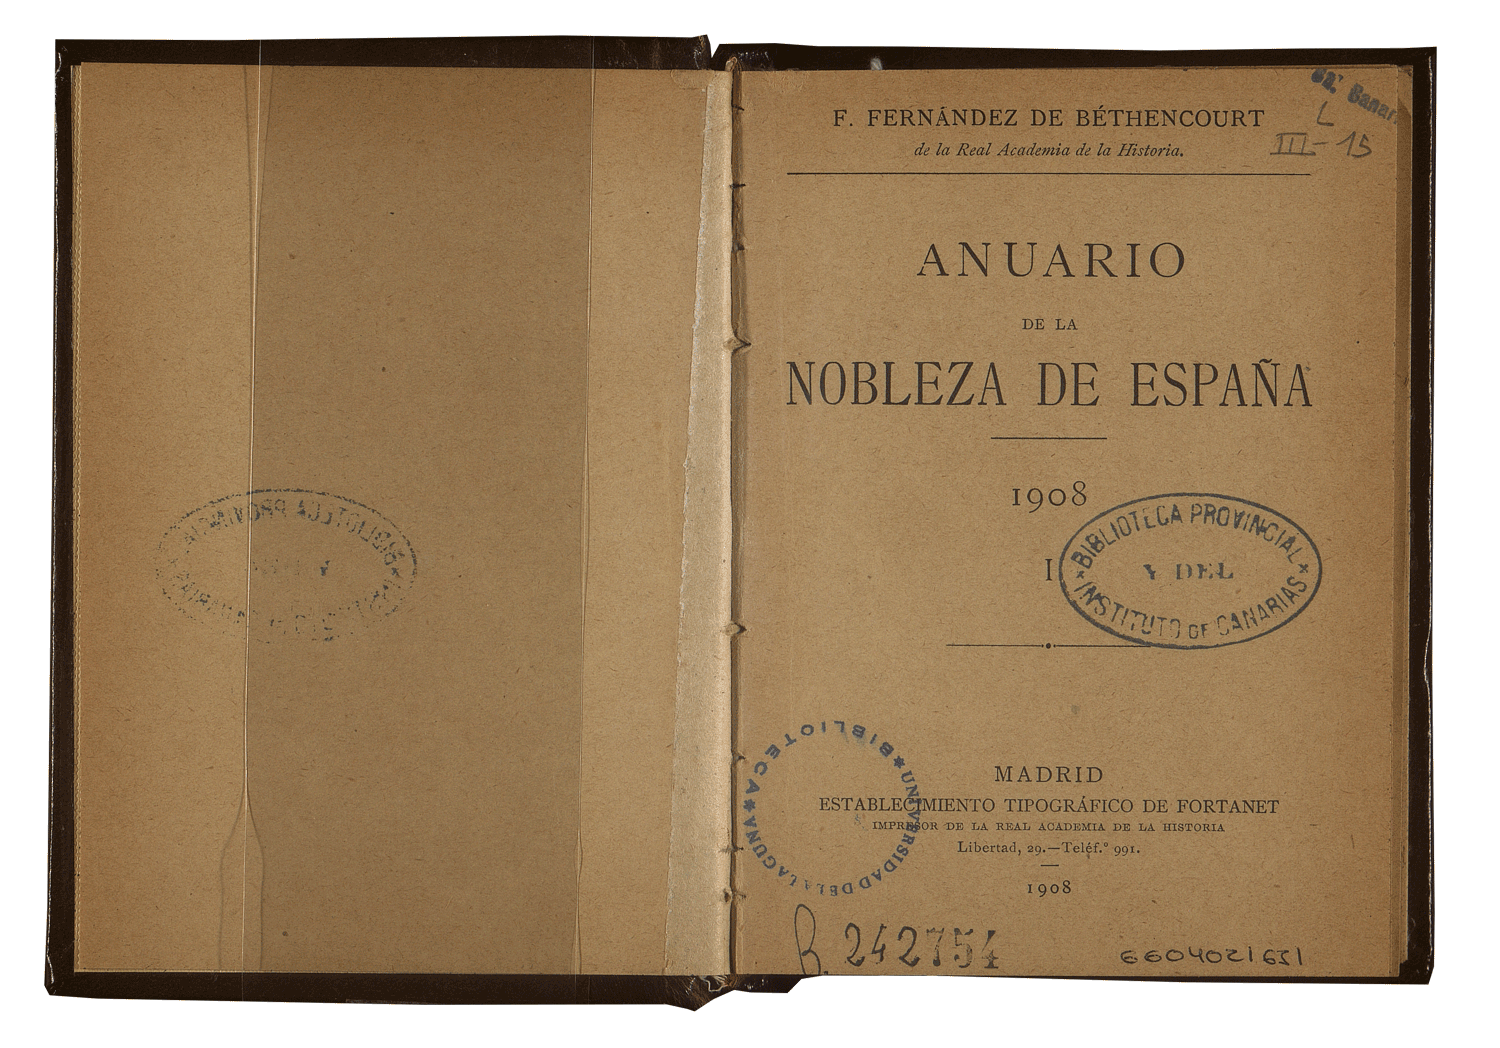 F. FERNÁNDEZ DE BÉTHENCOURT
de la Real Academia de la Historia.
L
III-15
ANUARIO
DE LA
NOBLEZA DE ESPAÑA
1908
I
BIBLIOTECA PROVINCIAL
Y DEL
INSTITUTO DE CANARIAS
BIBLIOTECA
UNIVERSIDAD DE LA LAGUNA
MADRID
ESTABLECIMIENTO TIPOGRÁFICO DE FORTANET
IMPRESOR DE LA REAL ACADEMIA DE LA HISTORIA
Libertad, 29.—Teléf.° 991.
1908
R. 242754